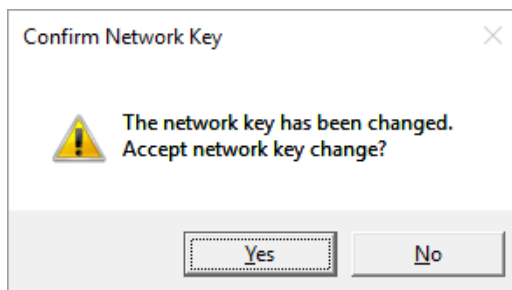 Confirm Network Key
The network key has been changed.
Accept network key change?
Yes
No